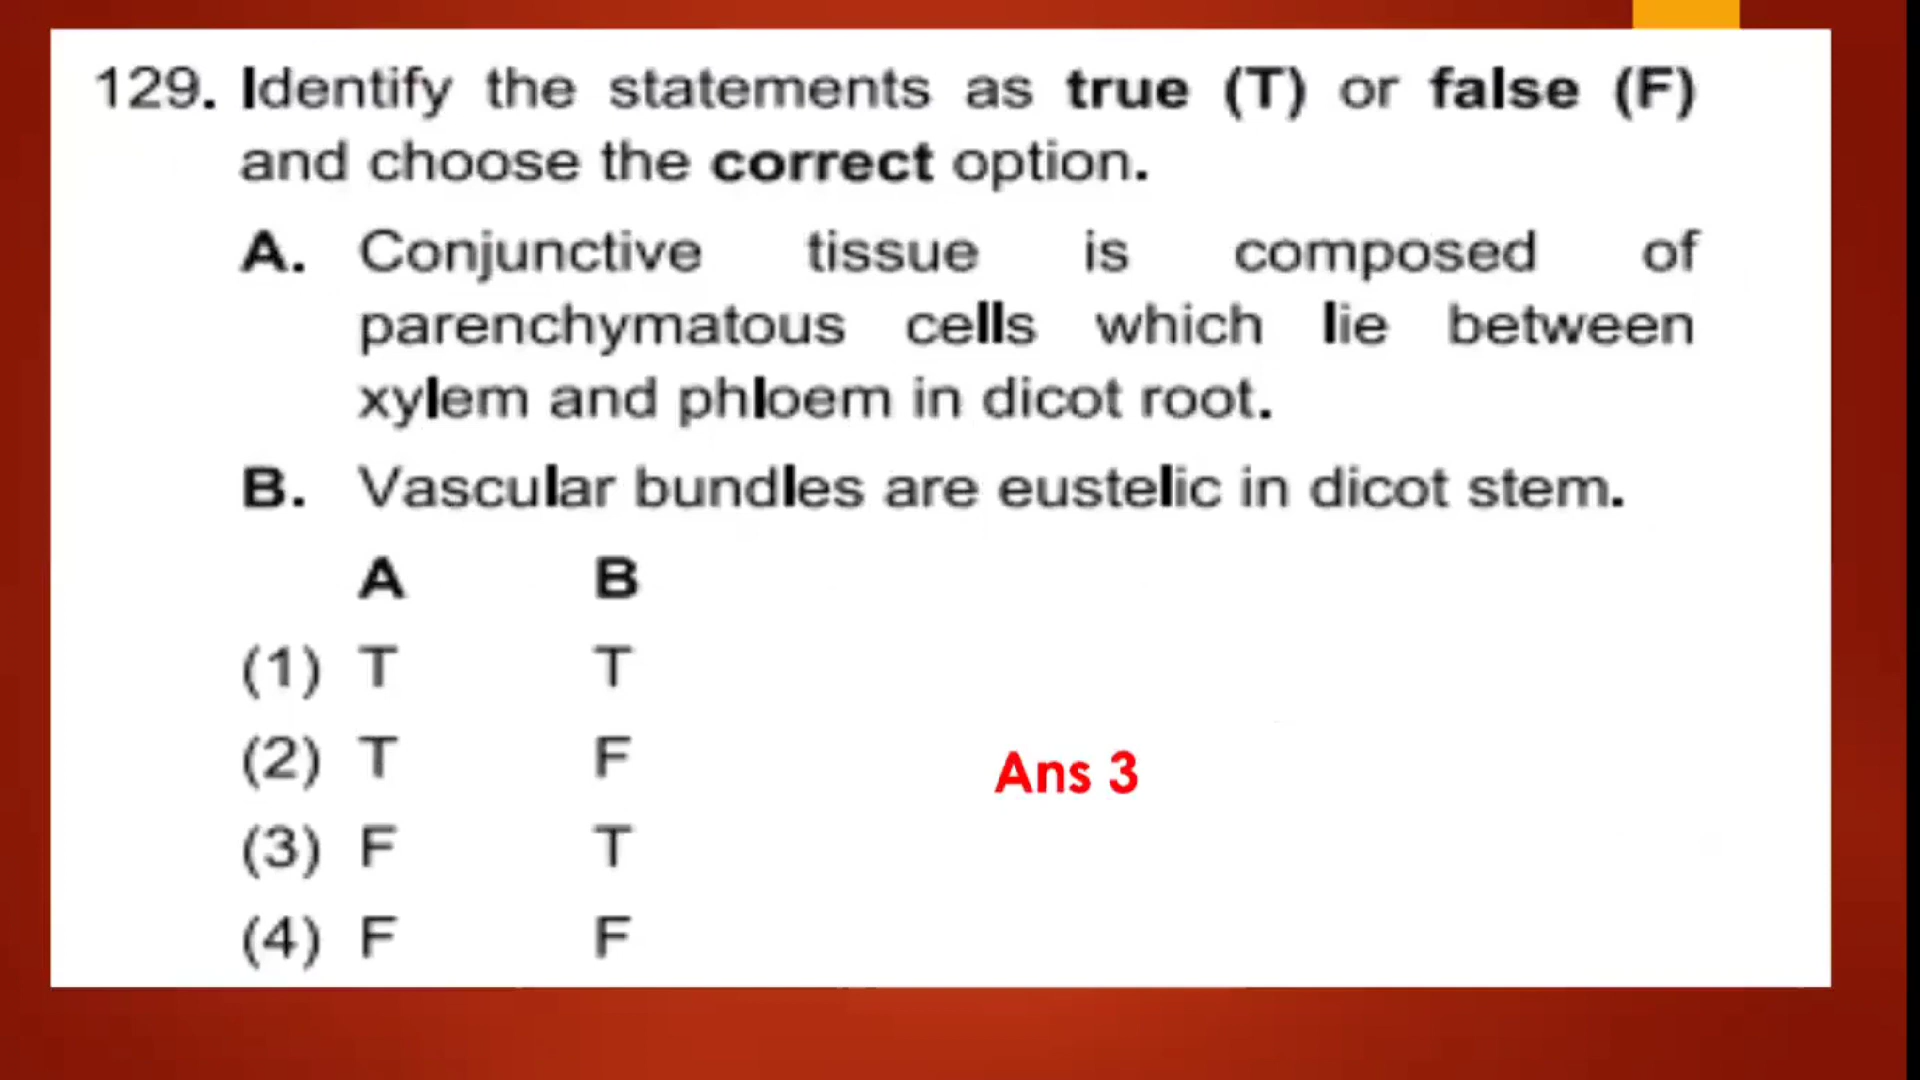 129. Identify the statements as true (T) or false (F)
and choose the correct option.
A. Conjunctive tissue is composed of
parenchymatous cells which lie between
xylem and phloem in dicot root.
B. Vascular bundles are eustelic in dicot stem.
A B
(1) T T
(2) T F
Ans 3
(3) F T
(4) F F